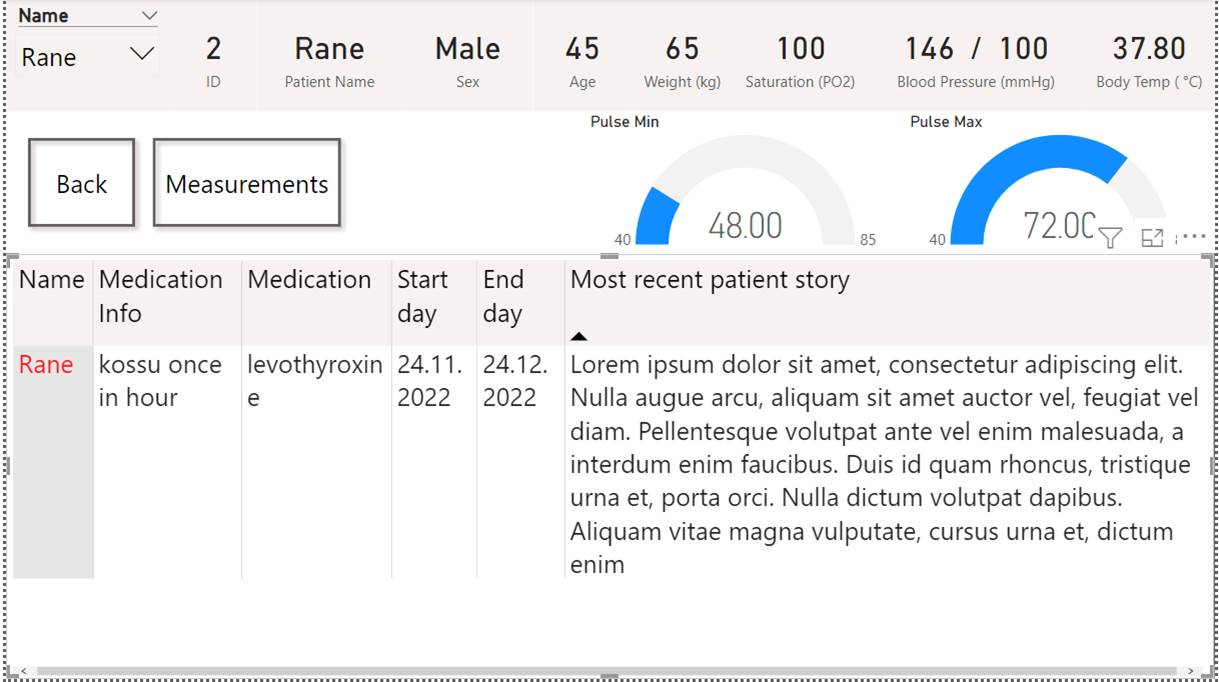 Name
Rane
2
ID
Rane
Patient Name
Male
Sex
45
Age
65
Weight (kg)
100
Saturation (PO2)
146 / 100
Blood Pressure (mmHg)
37.80
Body Temp ( °C)
Back
Measurements
Pulse Min
48.00
40
85
Pulse Max
72.00
40
Name
Medication
Info
Medication
Start
day
End
day
Most recent patient story
Rane
kossu once
in hour
levothyroxin
e
24.11.
2022
24.12.
2022
Lorem ipsum dolor sit amet, consectetur adipiscing elit.
Nulla augue arcu, aliquam sit amet auctor vel, feugiat vel
diam. Pellentesque volutpat ante vel enim malesuada, a
interdum enim faucibus. Duis id quam rhoncus, tristique
urna et, porta orci. Nulla dictum volutpat dapibus.
Aliquam vitae magna vulputate, cursus urna et, dictum
enim